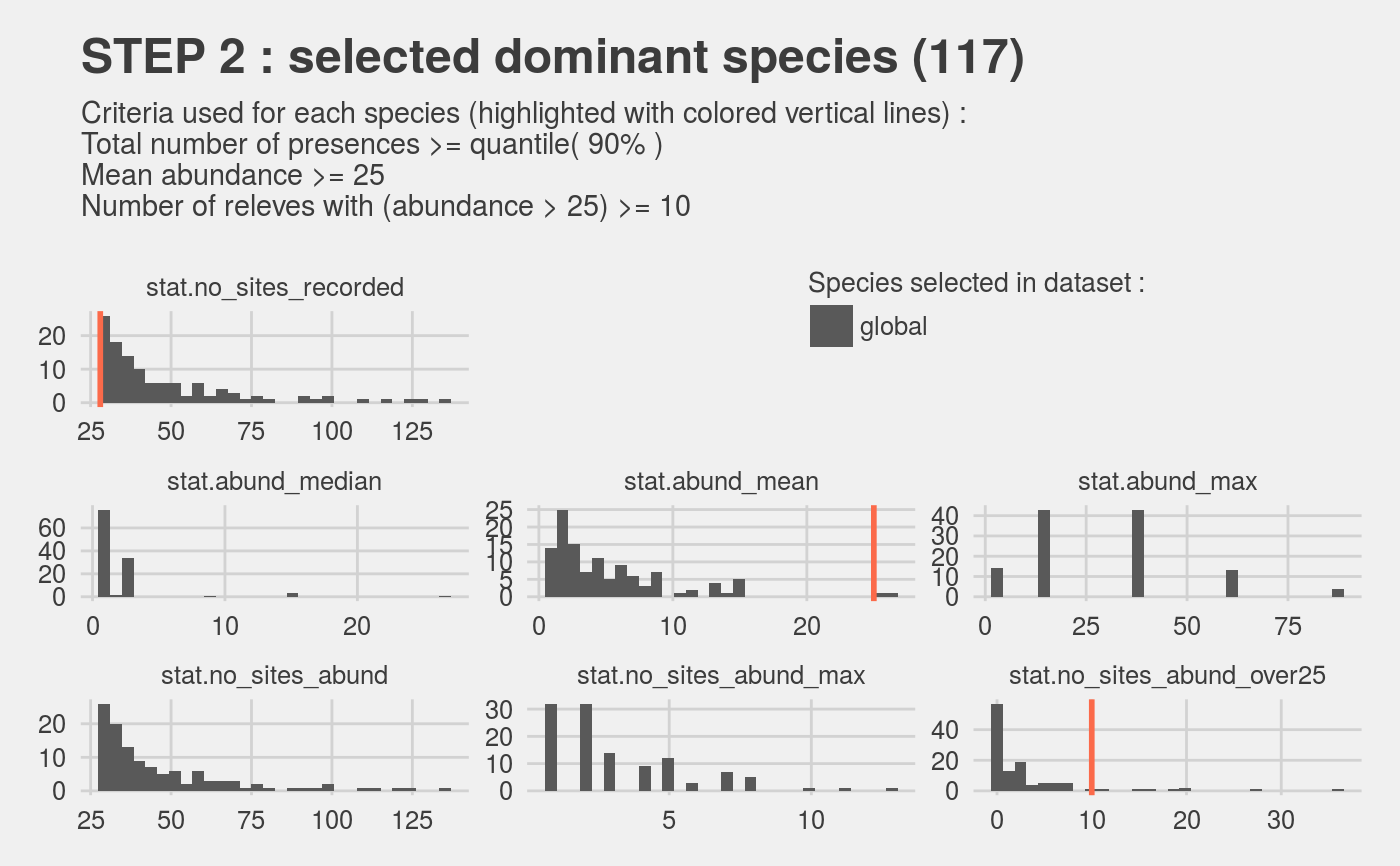 STEP 2 : selected dominant species (117)
Criteria used for each species (highlighted with colored vertical lines) :
Total number of presences >= quantile( 90% )
Mean abundance >= 25
Number of releves with (abundance > 25) >= 10
Species selected in dataset :
global
stat.no_sites_recorded
20
10
0
25 50 75 100 125
stat.abund_median
60
40
20
0
0 10 20
stat.abund_mean
25
20
15
10
5
0
0 10 20
stat.abund_max
40
30
20
10
0
0 25 50 75
stat.no_sites_abund
20
10
0
25 50 75 100 125
stat.no_sites_abund_max
30
20
10
0
5 10
stat.no_sites_abund_over25
40
20
0
0 10 20 30